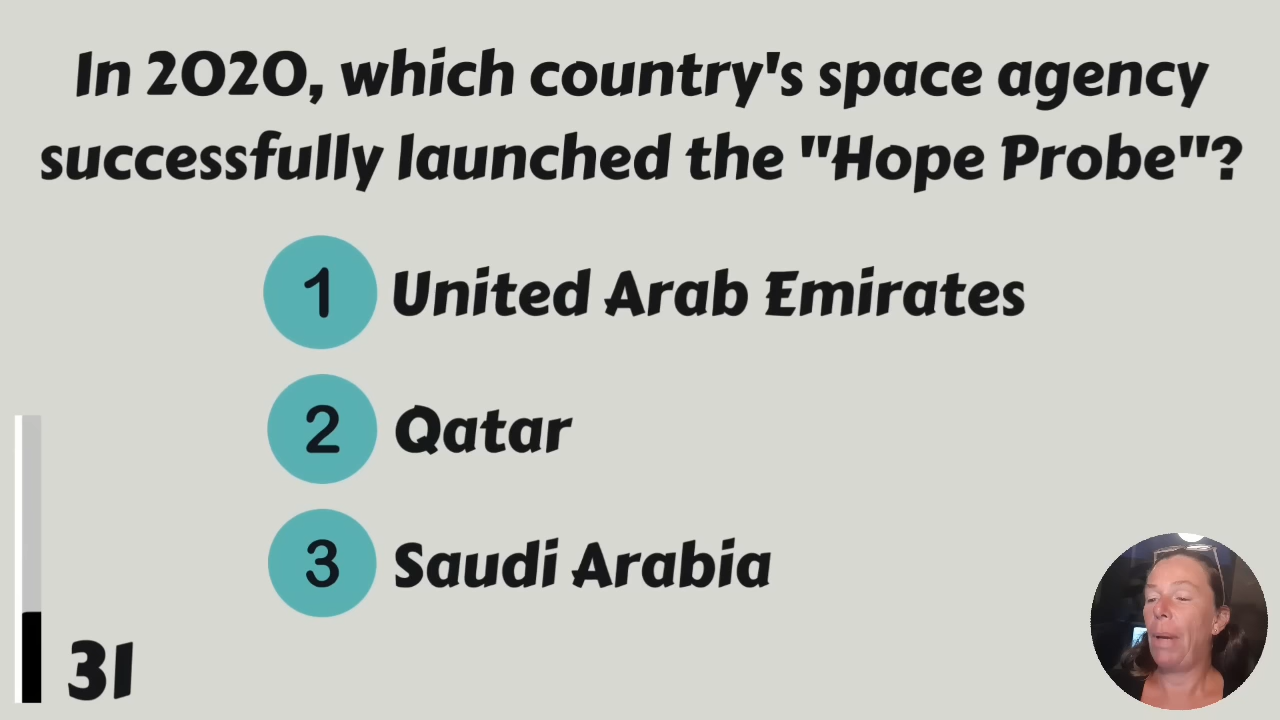 In 2020, which country's space agency
successfully launched the "Hope Probe"?
1 United Arab Emirates
2 Qatar
3 Saudi Arabia
31